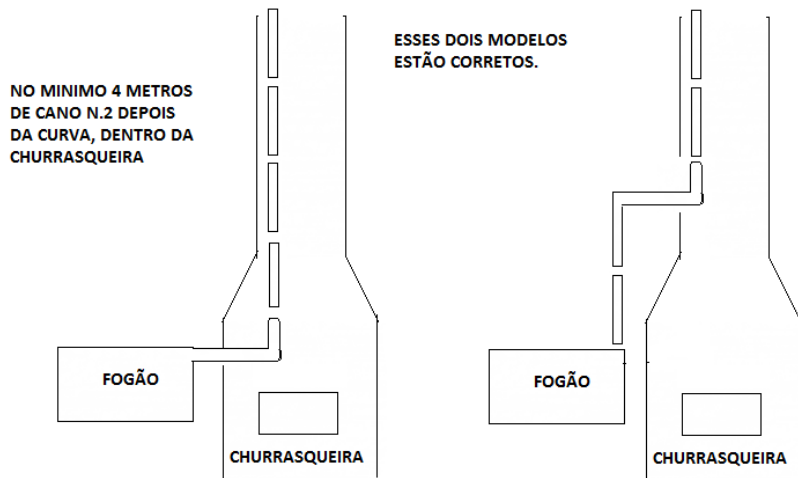 NO MINIMO 4 METROS
DE CANO N.2 DEPOIS
DA CURVA, DENTRO DA
CHURRASQUEIRA
ESSES DOIS MODELOS
ESTÃO CORRETOS.
FOGÃO
CHURRASQUEIRA
FOGÃO
CHURRASQUEIRA